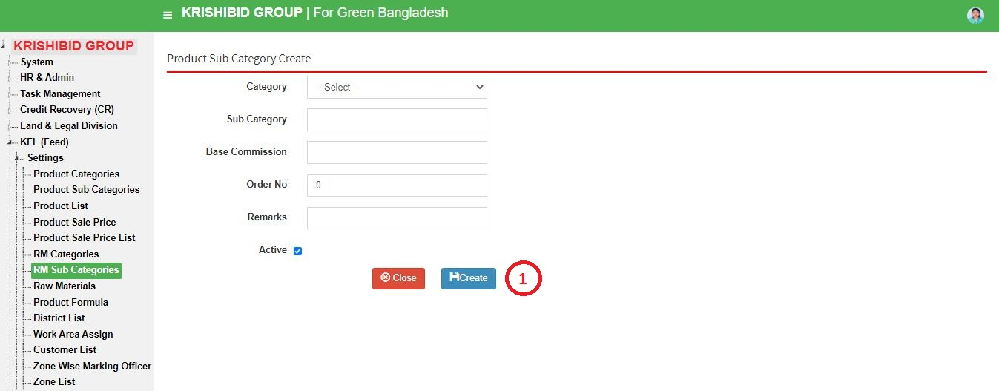 KRISHIBID GROUP | For Green Bangladesh
KRISHIBID GROUP
System
HR & Admin
Task Management
Credit Recovery (CR)
Land & Legal Division
KFL (Feed)
Settings
Product Categories
Product Sub Categories
Product List
Product Sale Price
Product Sale Price List
RM Categories
RM Sub Categories
Raw Materials
Product Formula
District List
Work Area Assign
Customer List
Zone Wise Marking Officer
Zone List
Product Sub Category Create
Category --Select--
Sub Category
Base Commission
Order No 0
Remarks
Active
Close Create 1